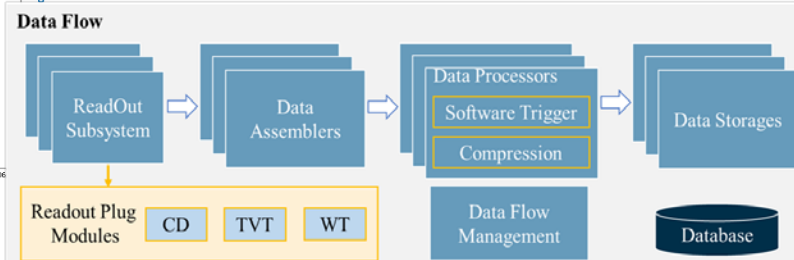 Data Flow
ReadOut
Subsystem
Data
Assemblers
Data Processors
Software Trigger
Compression
Data Storages
Readout Plug
Modules
CD
TVT
WT
Data Flow
Management
Database